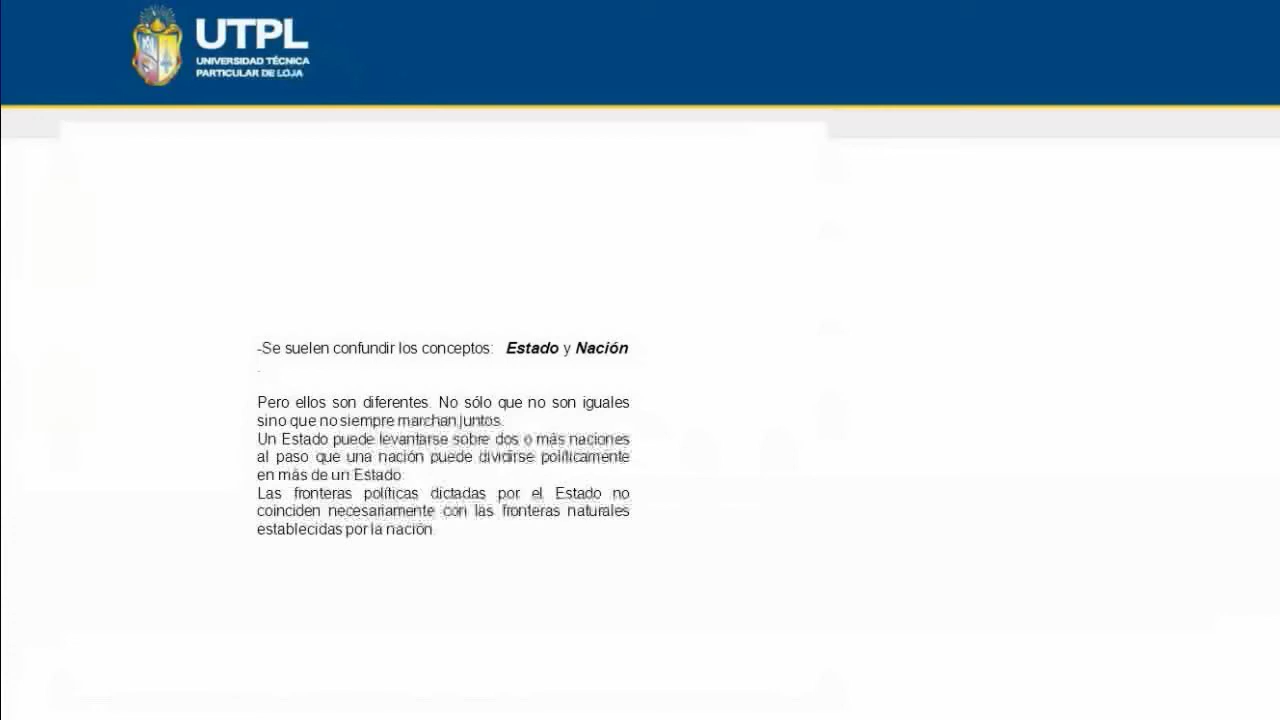 UTPL
UNIVERSIDAD TÉCNICA
PARTICULAR DE LOJA
-Se suelen confundir los conceptos: Estado y Nación
.
Pero ellos son diferentes. No sólo que no son iguales
sino que no siempre marchan juntos.
Un Estado puede levantarse sobre dos o más naciones
al paso que una nación puede dividirse políticamente
en más de un Estado.
Las fronteras políticas dictadas por el Estado no
coinciden necesariamente con las fronteras naturales
establecidas por la nación.